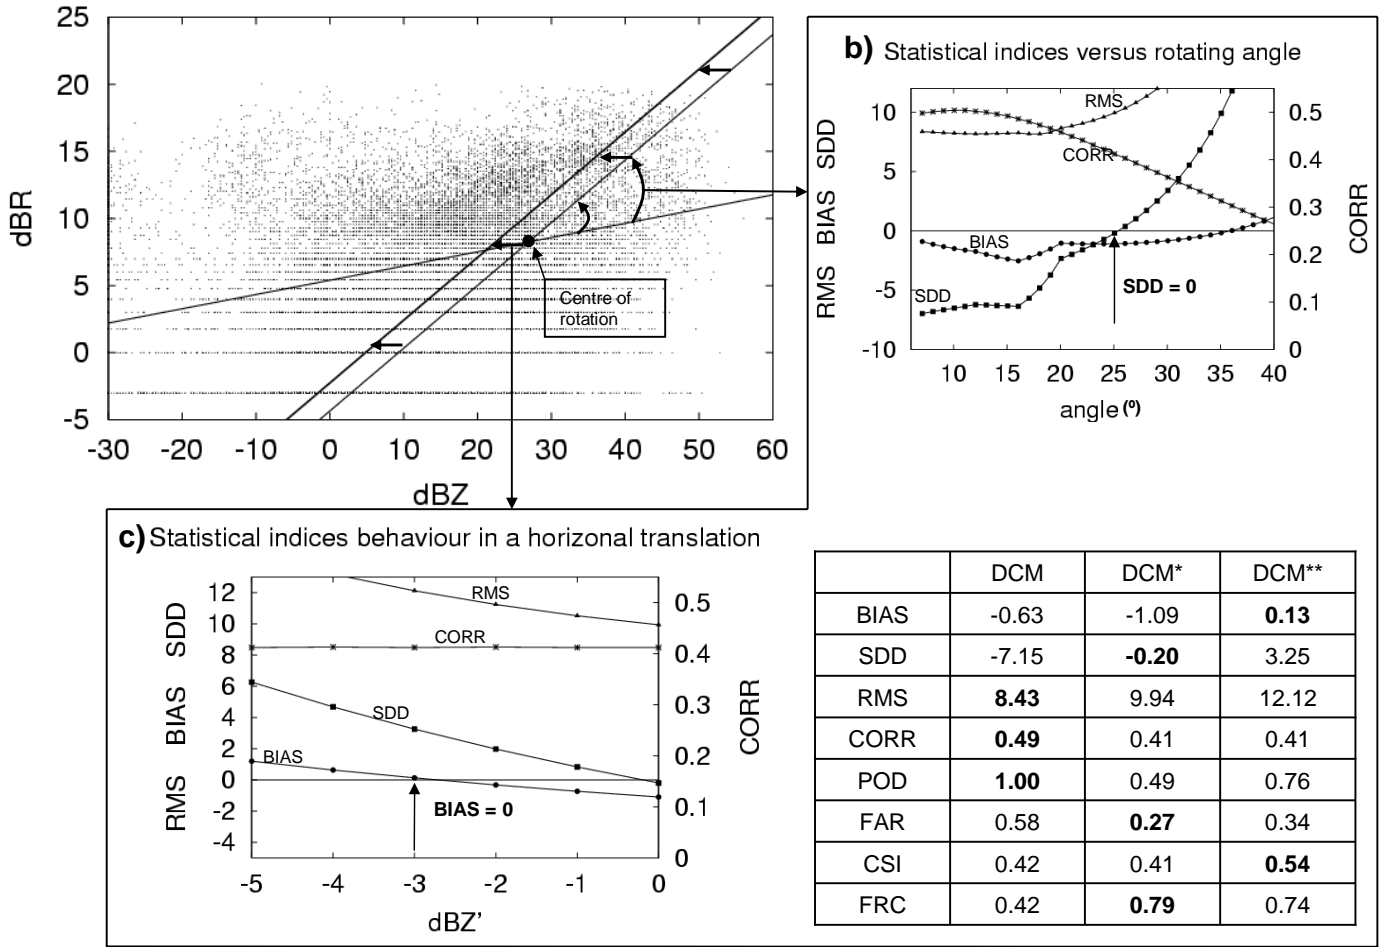 25
20
15
10
5
0
-5
dBR
-30 -20 -10 0 10 20 30 40 50 60
dBZ
Centre of
rotation
b) Statistical indices versus rotating angle
RMS BIAS SDD
10
5
0
-5
-10
RMS
CORR
BIAS
SDD
SDD = 0
0.5
0.4
0.3
0.2
0.1
0
CORR
10 15 20 25 30 35 40
angle (º)
c) Statistical indices behaviour in a horizonal translation
RMS BIAS SDD
12
10
8
6
4
2
0
-2
-4
RMS
CORR
SDD
BIAS
BIAS = 0
0.5
0.4
0.3
0.2
0.1
0
CORR
-5 -4 -3 -2 -1 0
dBZ'
DCM DCM* DCM**
BIAS -0.63 -1.09 0.13
SDD -7.15 -0.20 3.25
RMS 8.43 9.94 12.12
CORR 0.49 0.41 0.41
POD 1.00 0.49 0.76
FAR 0.58 0.27 0.34
CSI 0.42 0.41 0.54
FRC 0.42 0.79 0.74